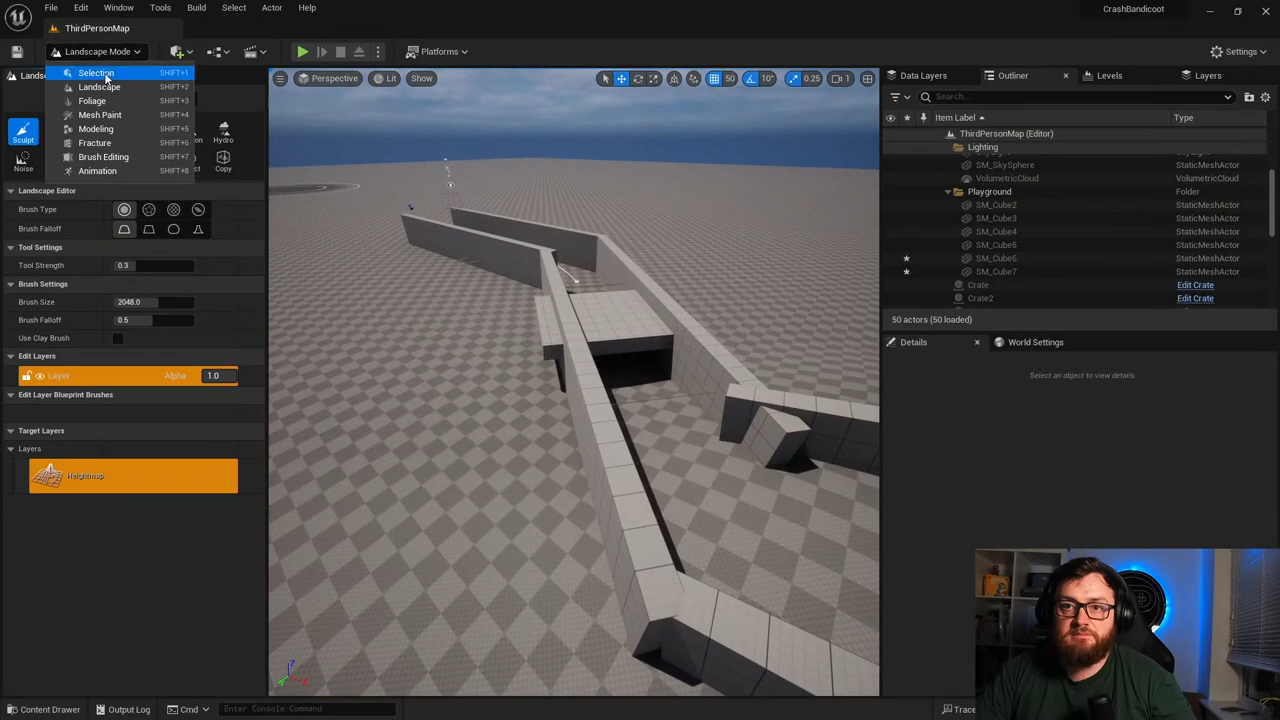 File Edit Window Tools Build Select Actor Help
CrashBandicoot
ThirdPersonMap
Landscape Mode
Platforms
Settings
Selection SHIFT+1
Landscape SHIFT+2
Foliage SHIFT+3
Mesh Paint SHIFT+4
Modeling SHIFT+5
Fracture SHIFT+6
Brush Editing SHIFT+7
Animation SHIFT+8
Sculpt
Hydro
Noise
Copy
Landscape Editor
Brush Type
Brush Falloff
Tool Settings
Tool Strength 0.3
Brush Settings
Brush Size 2048.0
Brush Falloff 0.5
Use Clay Brush
Edit Layers
Layer Alpha 1.0
Edit Layer Blueprint Brushes
Target Layers
Layers
Heightmap
Perspective Lit Show
50 10° 0.25 1
Data Layers Outliner Levels Layers
Search...
Item Label Type
ThirdPersonMap (Editor)
Lighting
SM_SkySphere StaticMeshActor
VolumetricCloud VolumetricCloud
Playground Folder
SM_Cube2 StaticMeshActor
SM_Cube3 StaticMeshActor
SM_Cube4 StaticMeshActor
SM_Cube5 StaticMeshActor
SM_Cube6 StaticMeshActor
SM_Cube7 StaticMeshActor
Crate Edit Crate
Crate2 Edit Crate
50 actors (50 loaded)
Details World Settings
Select an object to view details.
Z
Content Drawer Output Log Cmd Enter Console Command
Trace